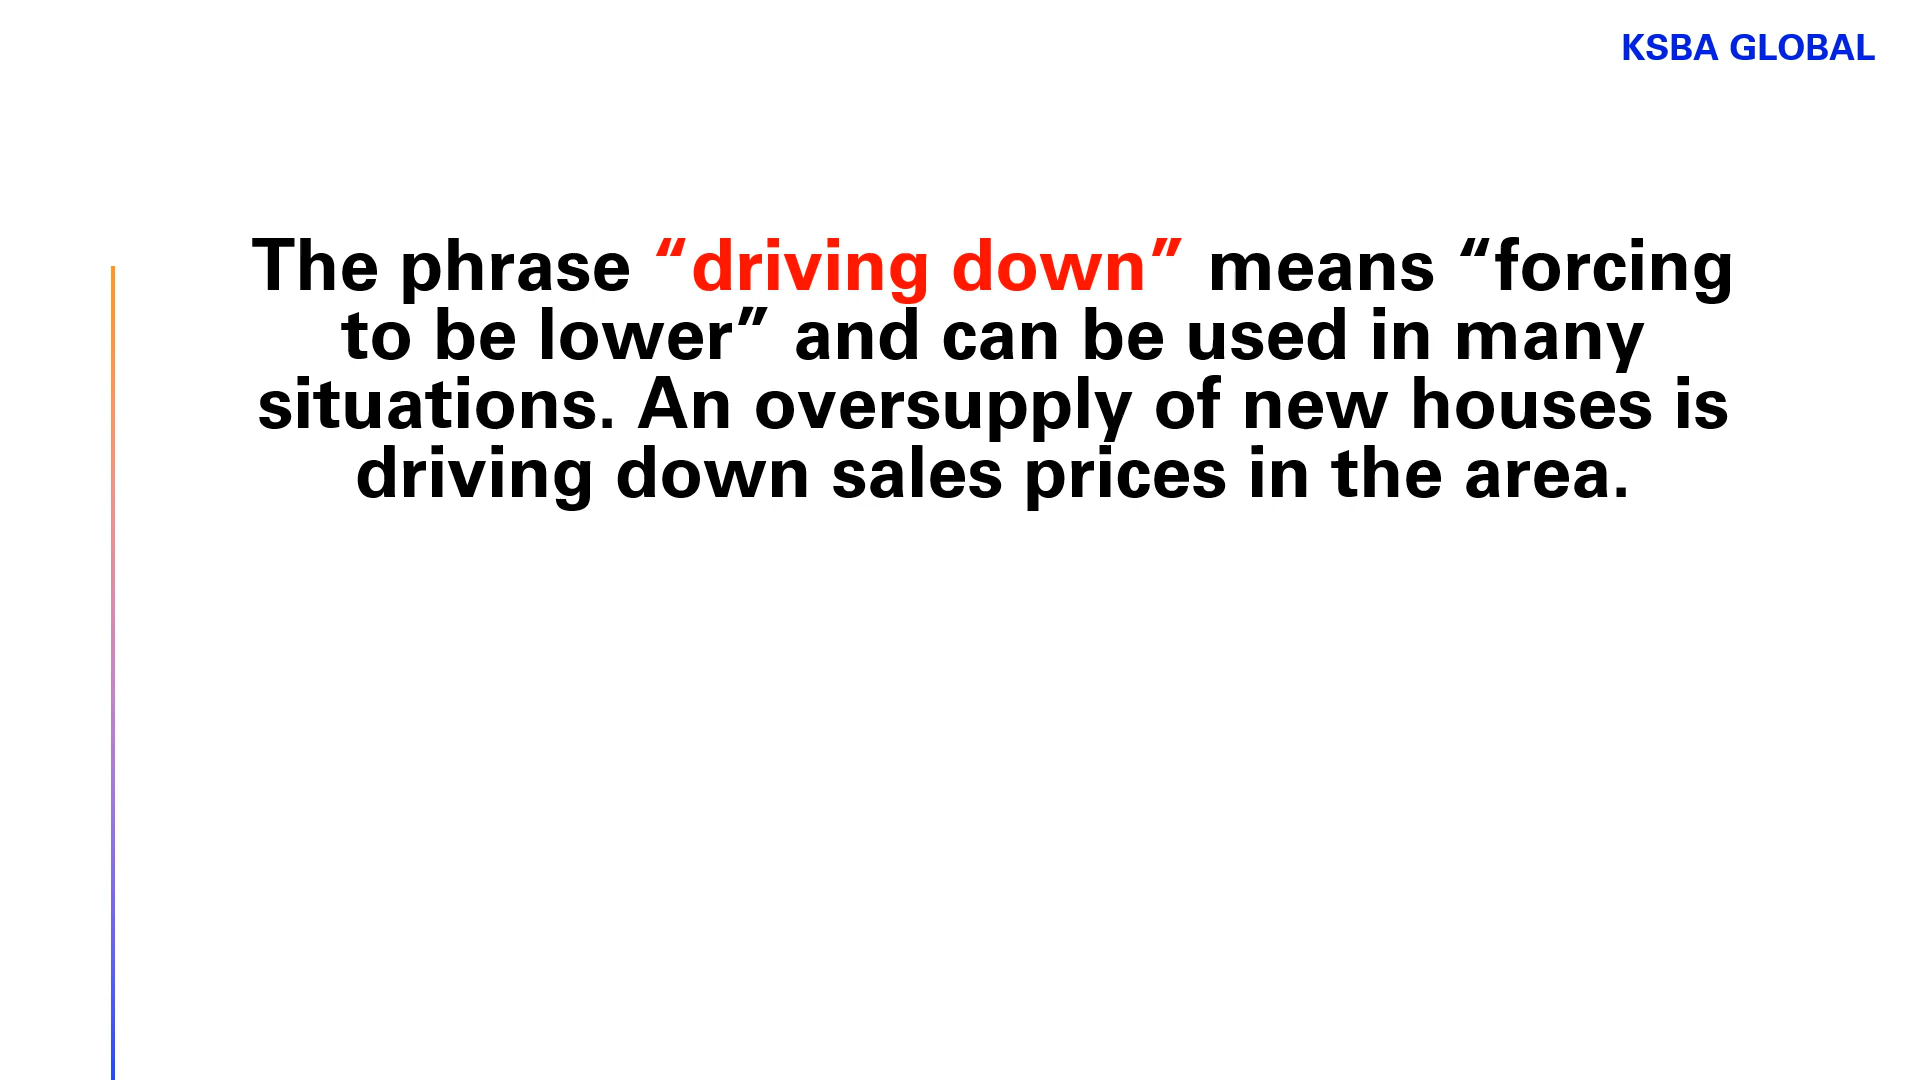 KSBA GLOBAL
The phrase “driving down” means “forcing
to be lower” and can be used in many
situations. An oversupply of new houses is
driving down sales prices in the area.